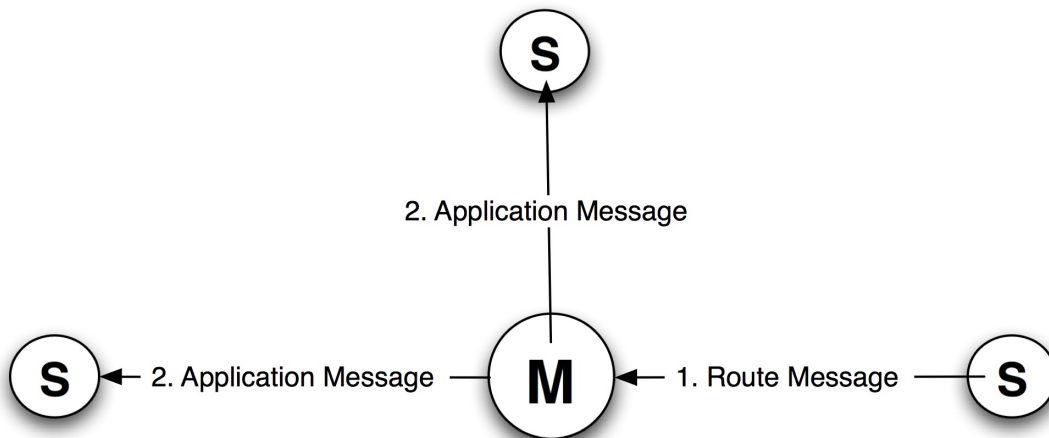 S
2. Application Message
S
2. Application Message
M
1. Route Message
S